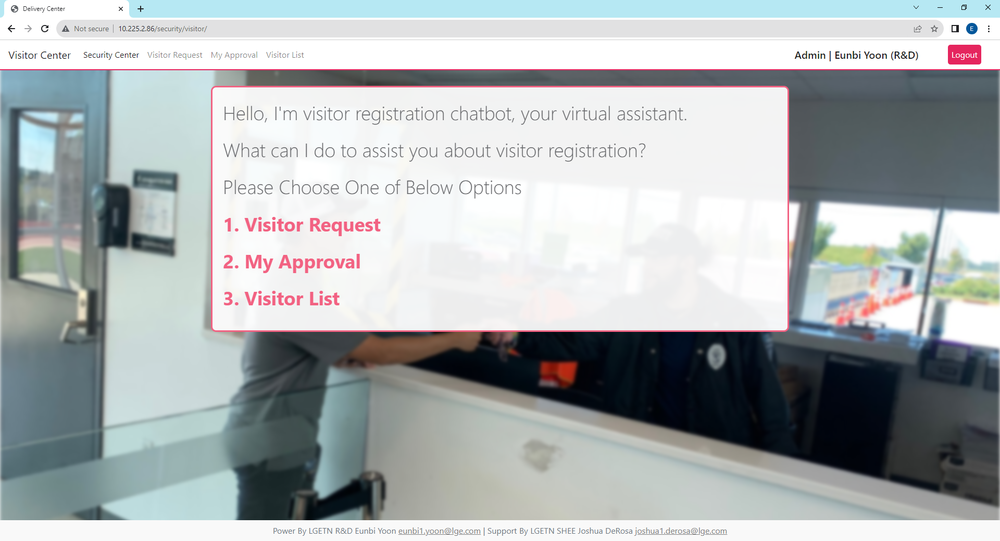 Delivery Center
Not secure
10.225.2.86/security/visitor/
E
Visitor Center
Security Center
Visitor Request
My Approval
Visitor List
Admin | Eunbi Yoon (R&D)
Logout
Hello, I'm visitor registration chatbot, your virtual assistant.
What can I do to assist you about visitor registration?
Please Choose One of Below Options
1. Visitor Request
2. My Approval
3. Visitor List
Power By LGETN R&D Eunbi Yoon eunbi1.yoon@lge.com | Support By LGETN SHEE Joshua DeRosa joshua1.derosa@lge.com